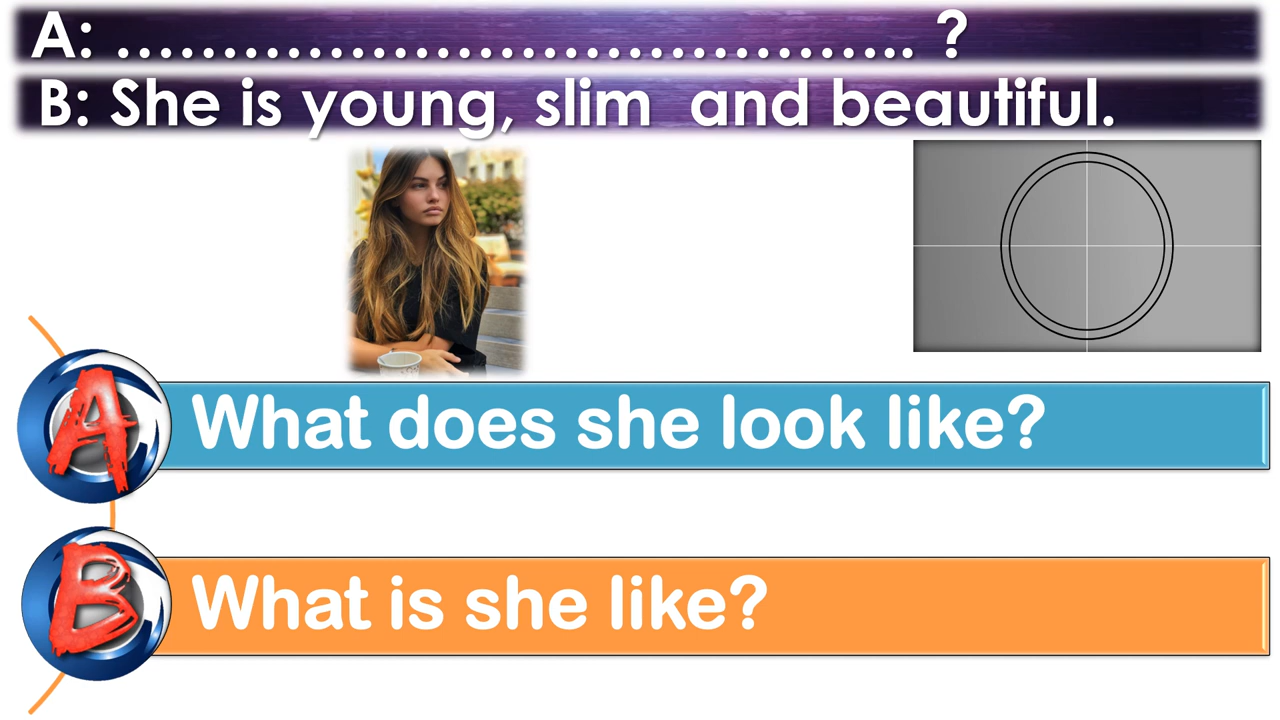 A: ………………………………….. ?
B: She is young, slim  and beautiful.
A
What does she look like?
B
What is she like?